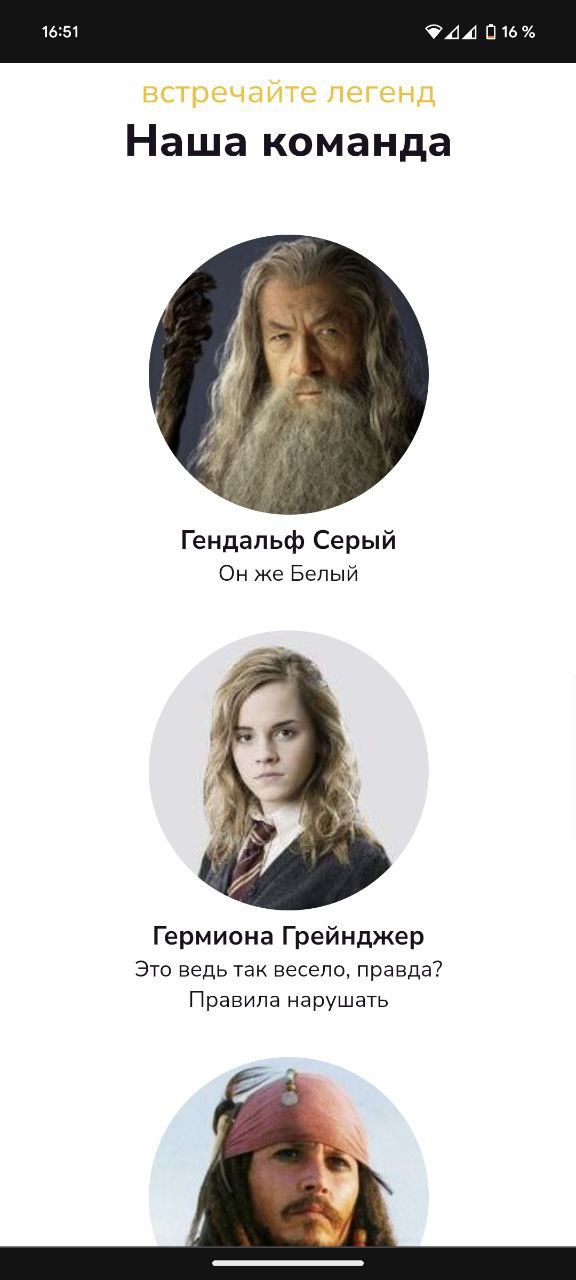 16:51
16 %
встречайте легенд
Наша команда
Гендальф Серый
Он же Белый
Гермиона Грейнджер
Это ведь так весело, правда?
Правила нарушать